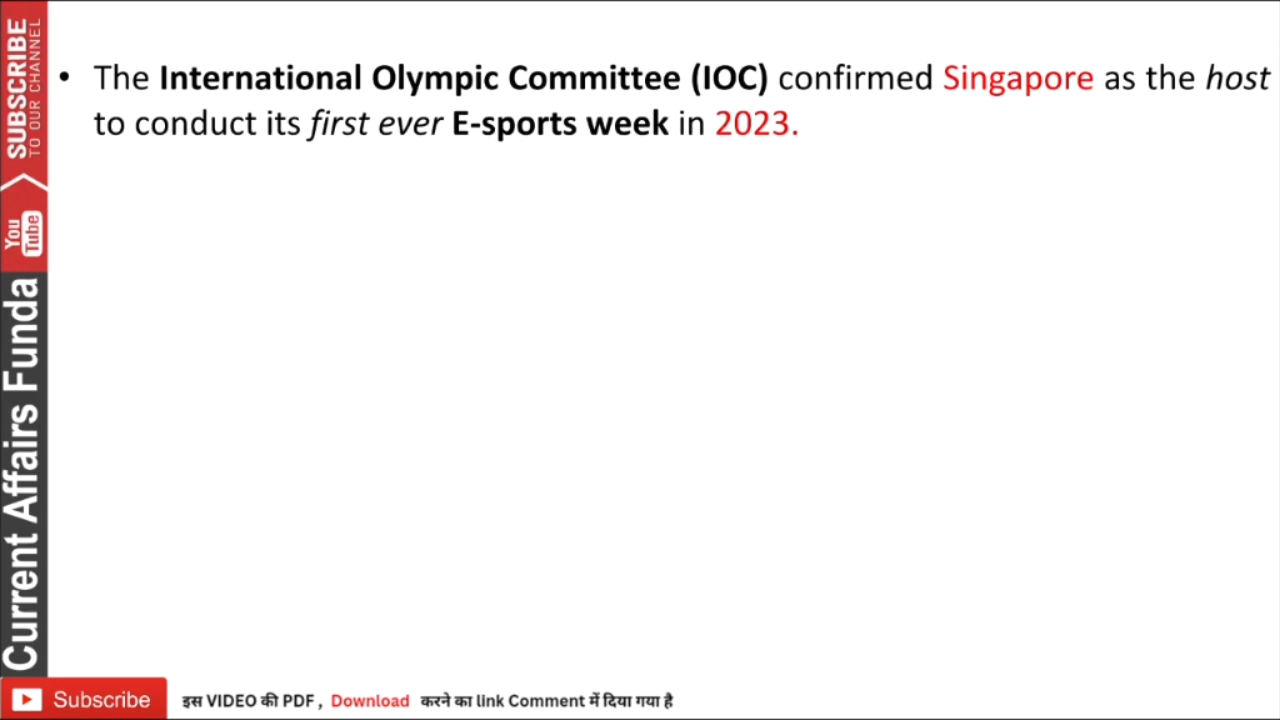 • The International Olympic Committee (IOC) confirmed Singapore as the host
to conduct its first ever E-sports week in 2023.
SUBSCRIBE
TO OUR CHANNEL
You
Tube
Current Affairs Funda
Subscribe
इस VIDEO की PDF , Download करने का link Comment में दिया गया है